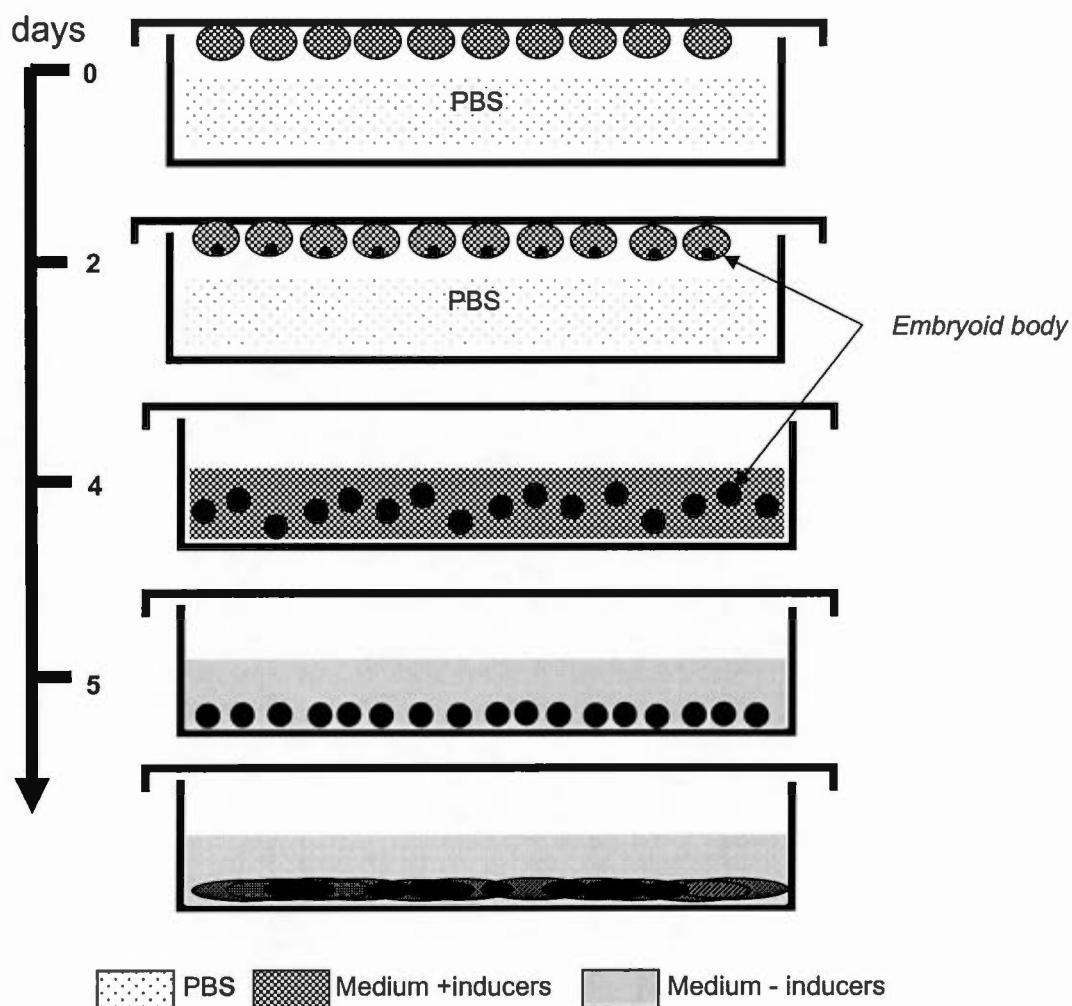 days
0
PBS
2
PBS
Embryoid body
4
5
PBS
Medium +inducers
Medium - inducers